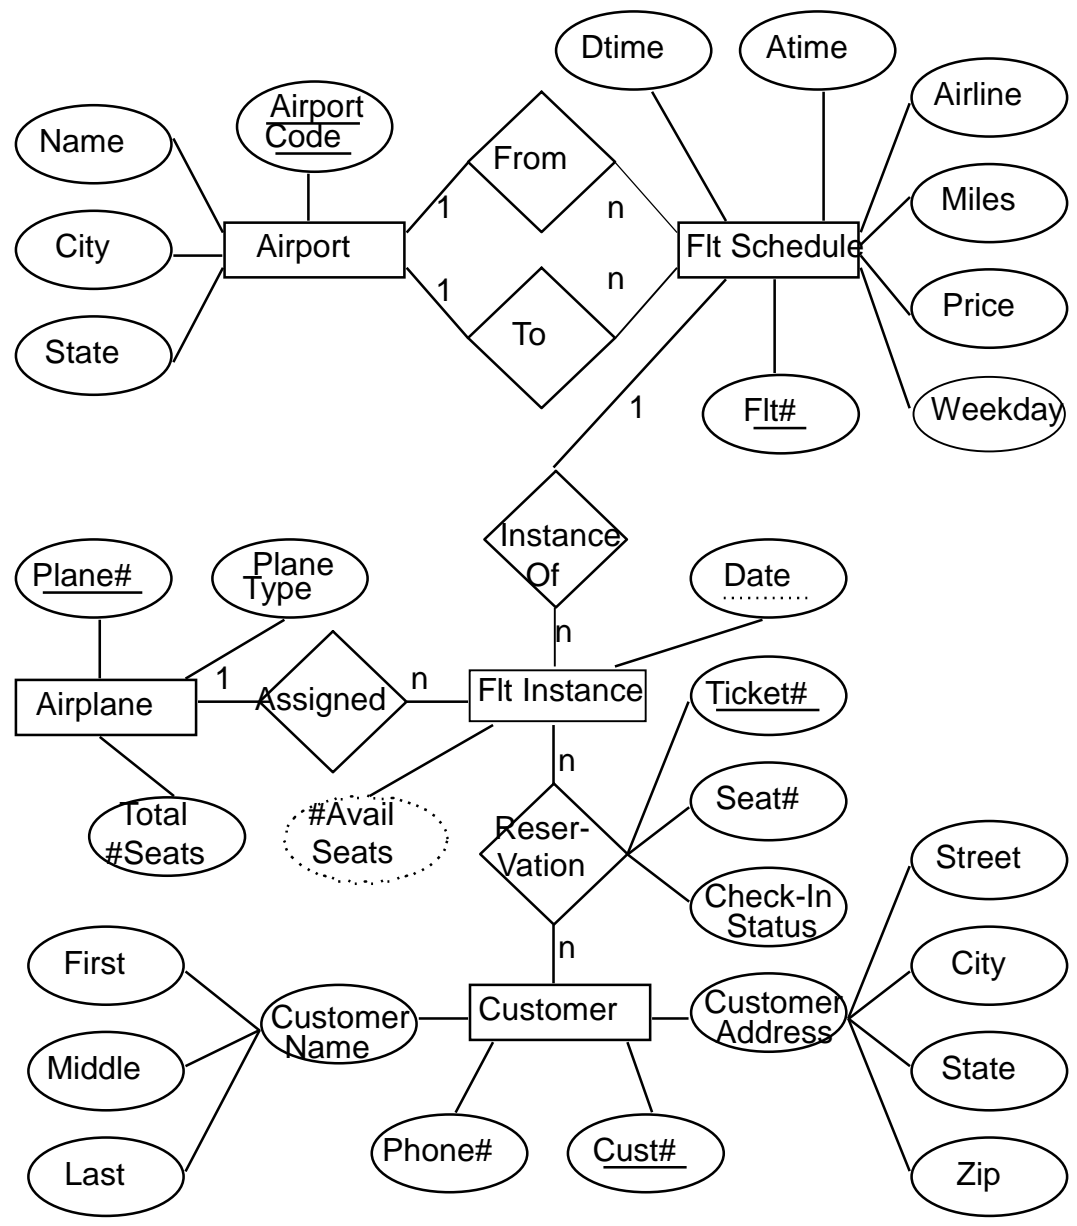 Dtime
Atime
Airline
Airport
Code
Name
From
Miles
1
n
City
Airport
Flt Schedule
1
n
Price
To
State
1
Flt#
Weekday
Instance
Of
Plane#
Plane
Type
Date
n
1
n
Assigned
Flt Instance
Ticket#
Airplane
n
Seat#
Total
#Seats
#Avail
Seats
Reser-
Vation
Street
Check-In
Status
n
First
City
Customer
Name
Customer
Customer
Address
Middle
State
Phone#
Cust#
Last
Zip